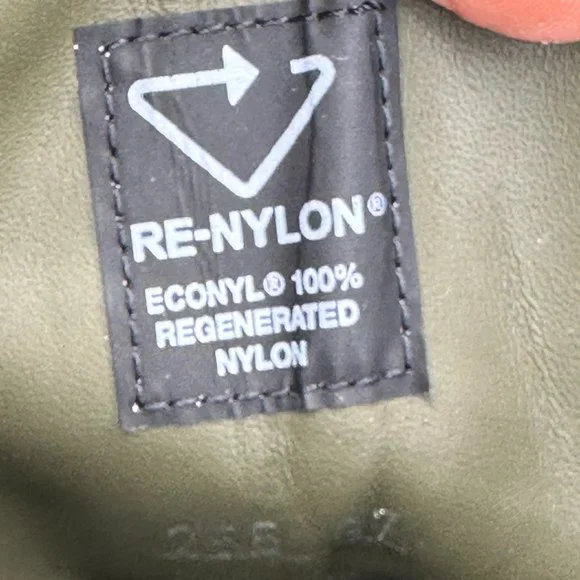 RE-NYLON®
ECONYL® 100%
REGENERATED
NYLON